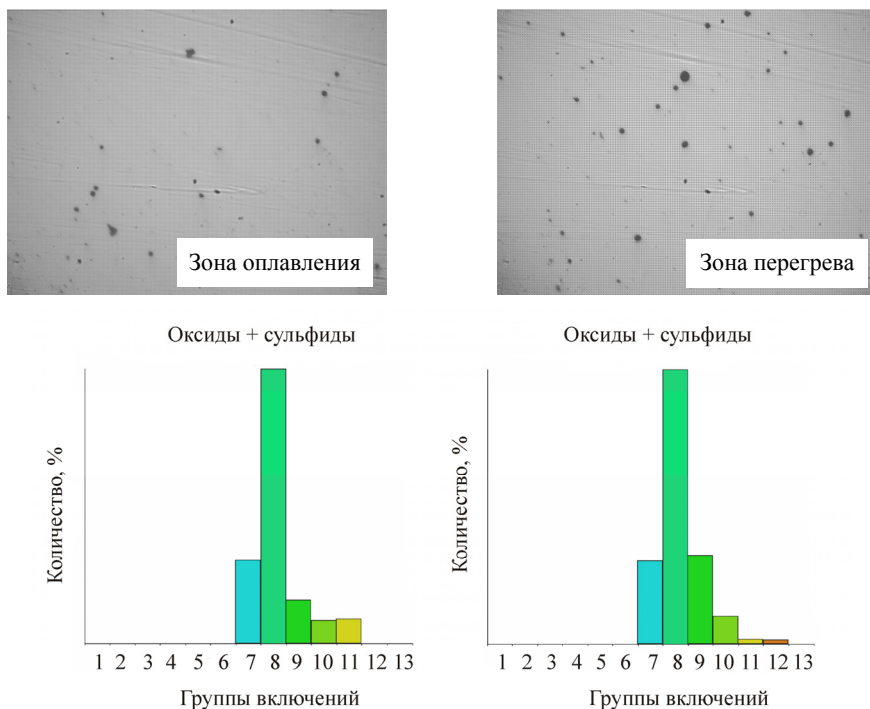 Зона оплавления
Зона перегрева
Оксиды + сульфиды
Количество, %
1 2 3 4 5 6 7 8 9 10 11 12 13
Группы включений
Оксиды + сульфиды
Количество, %
1 2 3 4 5 6 7 8 9 10 11 12 13
Группы включений